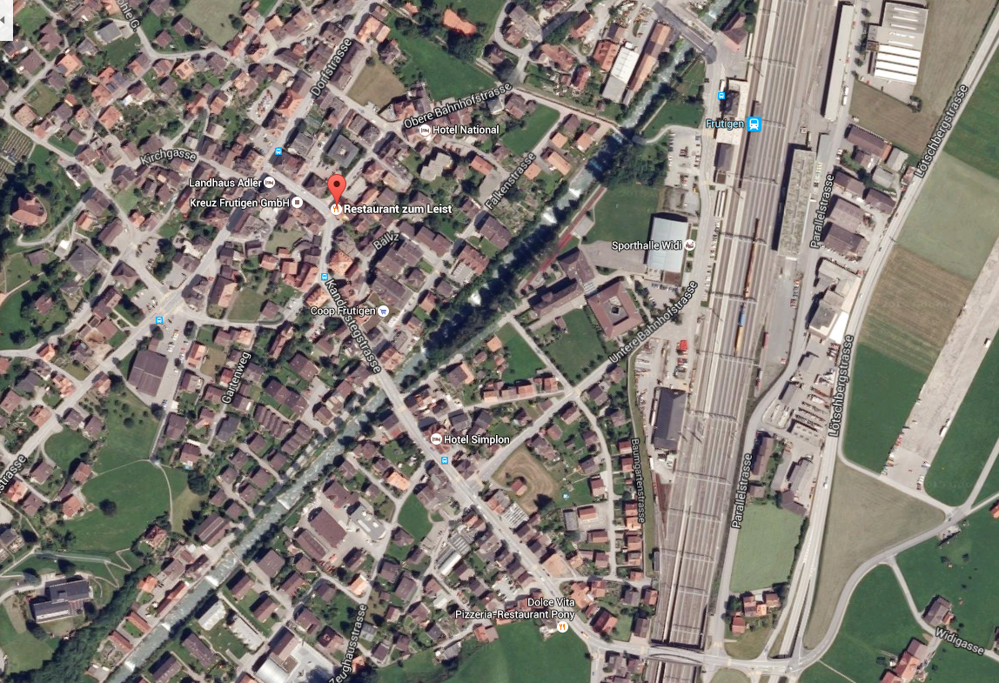 Dorfstrasse
Obere Bahnhofstrasse
Frutigen
Lötschbergstrasse
Hotel National
Kirchgasse
Falkenstrasse
Landhaus Adler
Kreuz Frutigen GmbH
Restaurant zum Leist
Parallelstrasse
Sporthalle Widi
Kanderstegstrasse
Coop Frutigen
Untere Bahnhofstrasse
Gartenweg
Lötschbergstrasse
Hotel Simplon
Baumgartenstrasse
Parallelstrasse
Dolce Vita
Pizzeria-Restaurant Pony
Zeughausstrasse
Widigasse